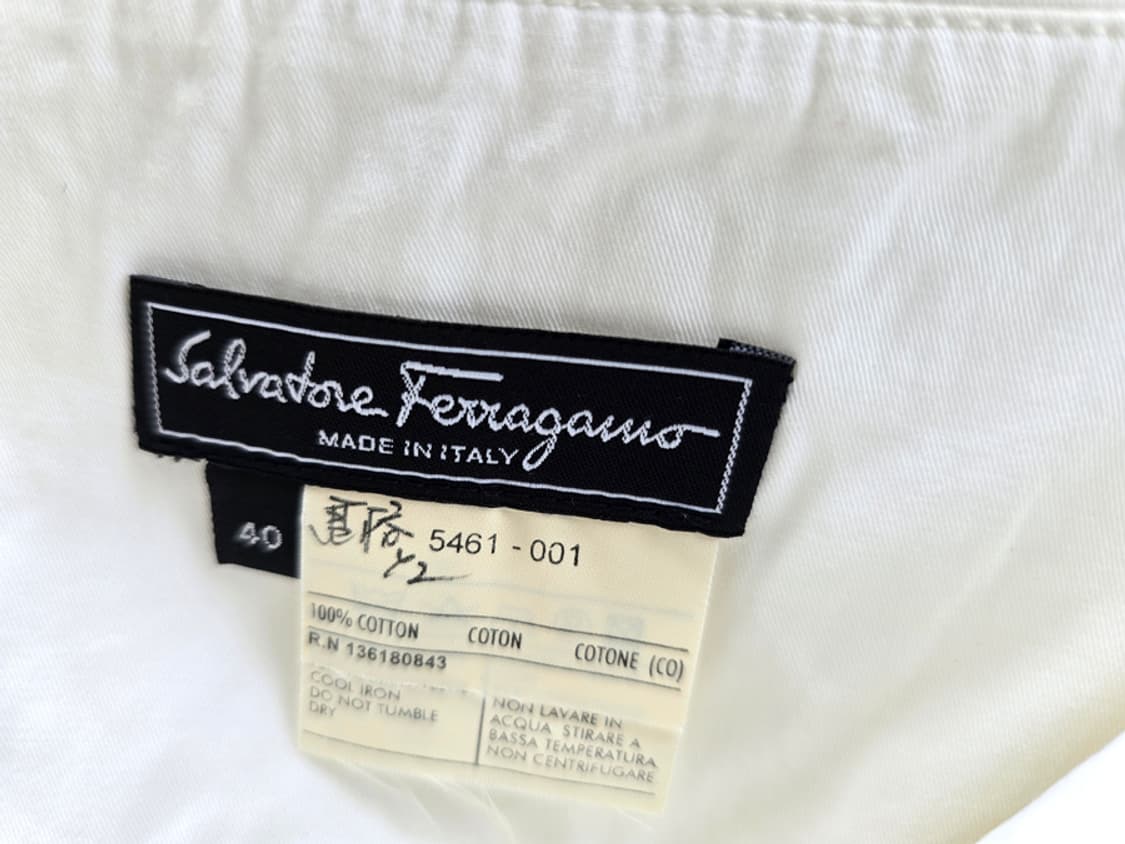 Salvatore Ferragamo
MADE IN ITALY
40
5461 - 001
Y2
100% COTTON COTON COTONE (CO)
R.N 136180843
COOL IRON
DO NOT TUMBLE
DRY
NON LAVARE IN
ACQUA STIRARE A
BASSA TEMPERATURA
NON CENTRIFUGARE